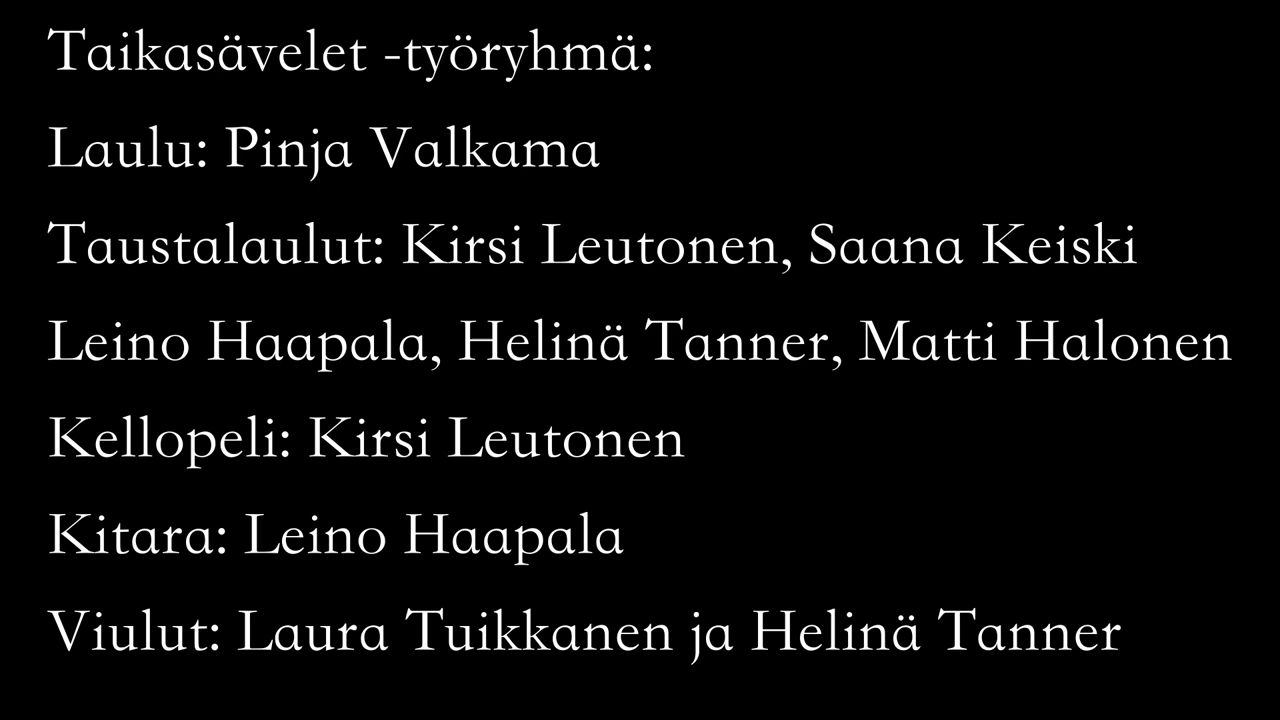 Taikasävelet -työryhmä:
Laulu: Pinja Valkama
Taustalaulut: Kirsi Leutonen, Saana Keiski
Leino Haapala, Helinä Tanner, Matti Halonen
Kellopeli: Kirsi Leutonen
Kitara: Leino Haapala
Viulut: Laura Tuikkanen ja Helinä Tanner